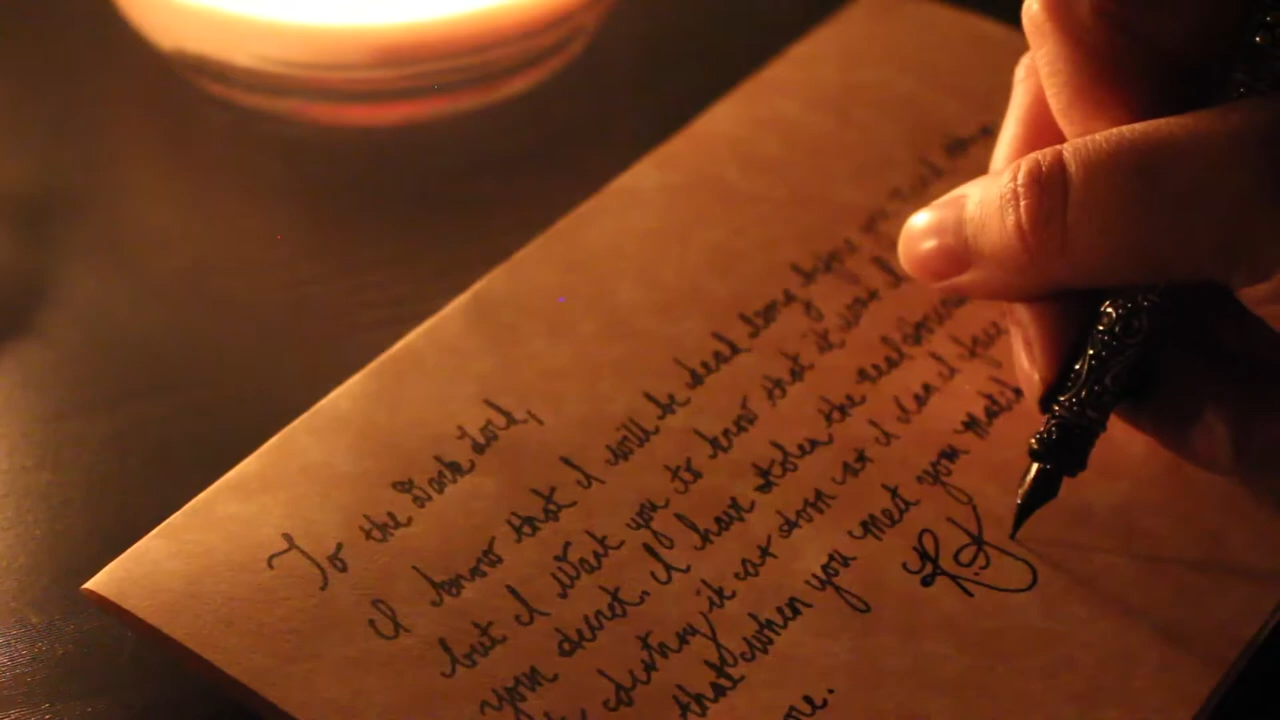 To the Dark Lord,
I know that I will be dead long before you read
but I want you to know that it was
your secret. I have stolen the real
destroy it as soon as I can. I face
that when you meet your match
R.A